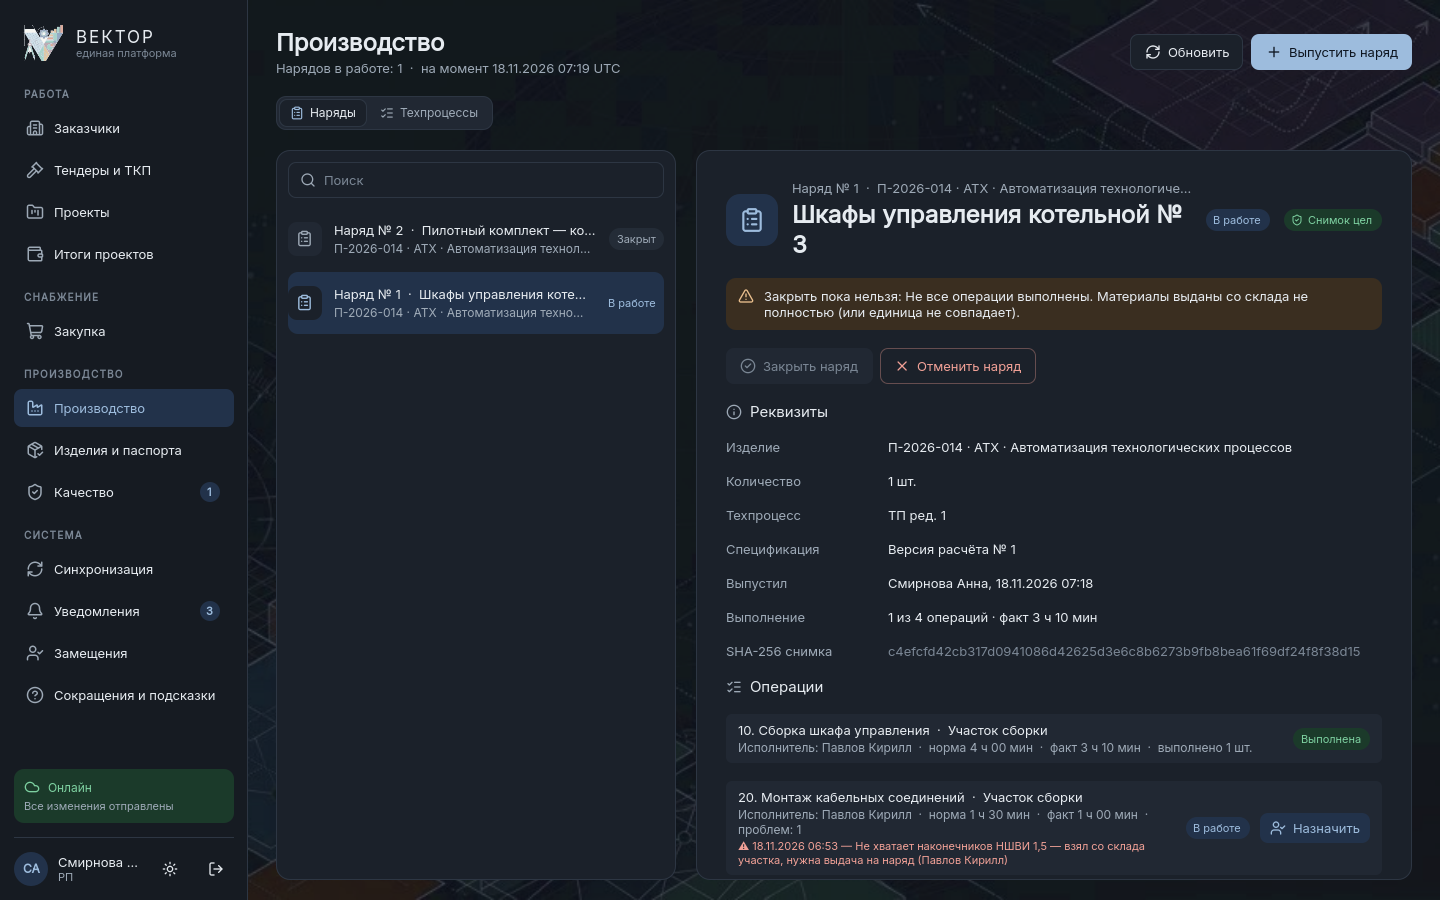 ВЕКТОР
единая платформа
РАБОТА
Заказчики
Тендеры и ТКП
Проекты
Итоги проектов
СНАБЖЕНИЕ
Закупка
ПРОИЗВОДСТВО
Производство
Изделия и паспорта
Качество 1
СИСТЕМА
Синхронизация
Уведомления 3
Замещения
Сокращения и подсказки
Онлайн
Все изменения отправлены
СА Смирнова ...
РП
Производство
Нарядов в работе: 1 · на момент 18.11.2026 07:19 UTC
Обновить
Выпустить наряд
Наряды
Техпроцессы
Поиск
Наряд № 2 · Пилотный комплект — ко...
П-2026-014 · АТХ · Автоматизация технол...
Закрыт
Наряд № 1 · Шкафы управления коте...
П-2026-014 · АТХ · Автоматизация техно...
В работе
Наряд № 1 · П-2026-014 · АТХ · Автоматизация технологиче...
Шкафы управления котельной №
3
В работе
Снимок цел
Закрыть пока нельзя: Не все операции выполнены. Материалы выданы со склада не
полностью (или единица не совпадает).
Закрыть наряд
Отменить наряд
Реквизиты
Изделие П-2026-014 · АТХ · Автоматизация технологических процессов
Количество 1 шт.
Техпроцесс ТП ред. 1
Спецификация Версия расчёта № 1
Выпустил Смирнова Анна, 18.11.2026 07:18
Выполнение 1 из 4 операций · факт 3 ч 10 мин
SHA-256 снимка c4efcfd42cb317d0941086d42625d3e6c8b6273b9fb8bea61f69df24f8f38d15
Операции
10. Сборка шкафа управления · Участок сборки
Исполнитель: Павлов Кирилл · норма 4 ч 00 мин · факт 3 ч 10 мин · выполнено 1 шт.
Выполнена
20. Монтаж кабельных соединений · Участок сборки
Исполнитель: Павлов Кирилл · норма 1 ч 30 мин · факт 1 ч 00 мин ·
проблем: 1
⚠ 18.11.2026 06:53 — Не хватает наконечников НШВИ 1,5 — взял со склада
участка, нужна выдача на наряд (Павлов Кирилл)
В работе
Назначить